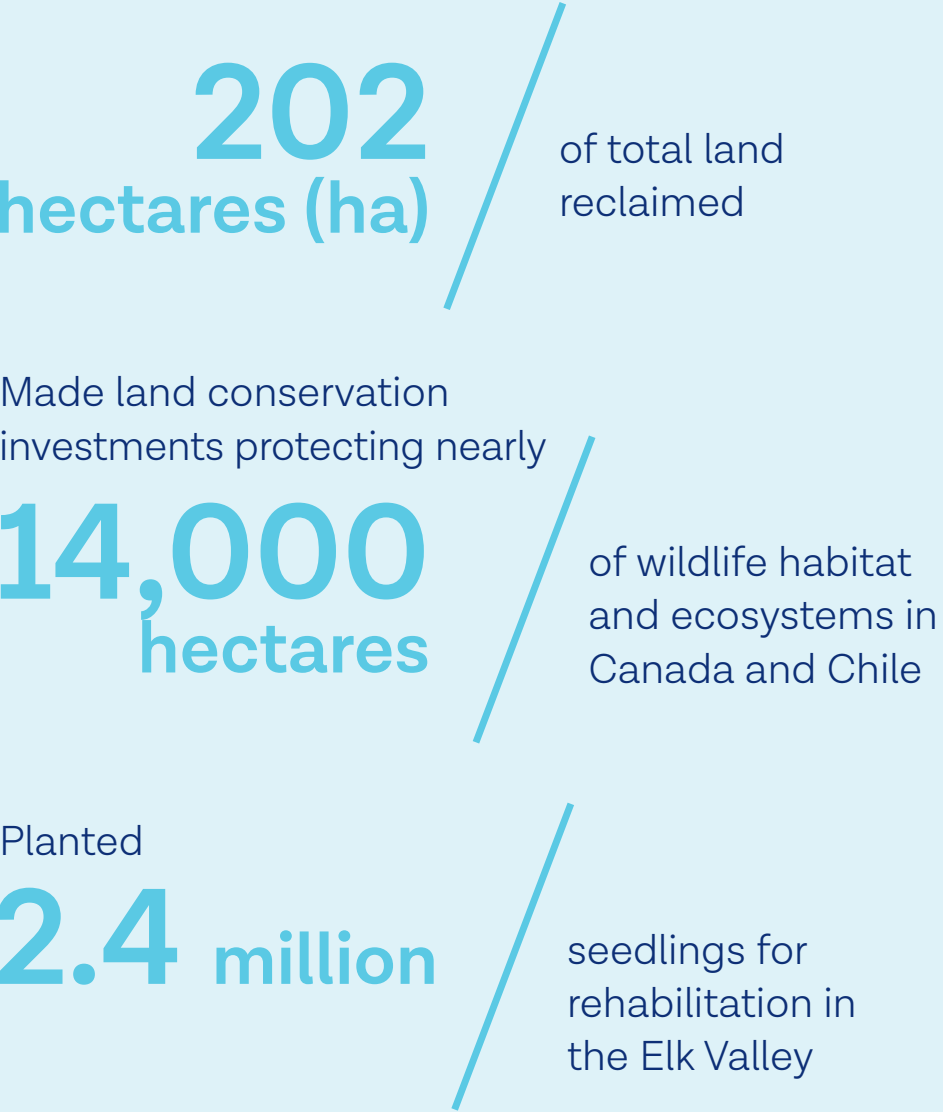 202
hectares (ha)
of total land
reclaimed
Made land conservation
investments protecting nearly
14,000
hectares
of wildlife habitat
and ecosystems in
Canada and Chile
Planted
2.4 million
seedlings for
rehabilitation in
the Elk Valley